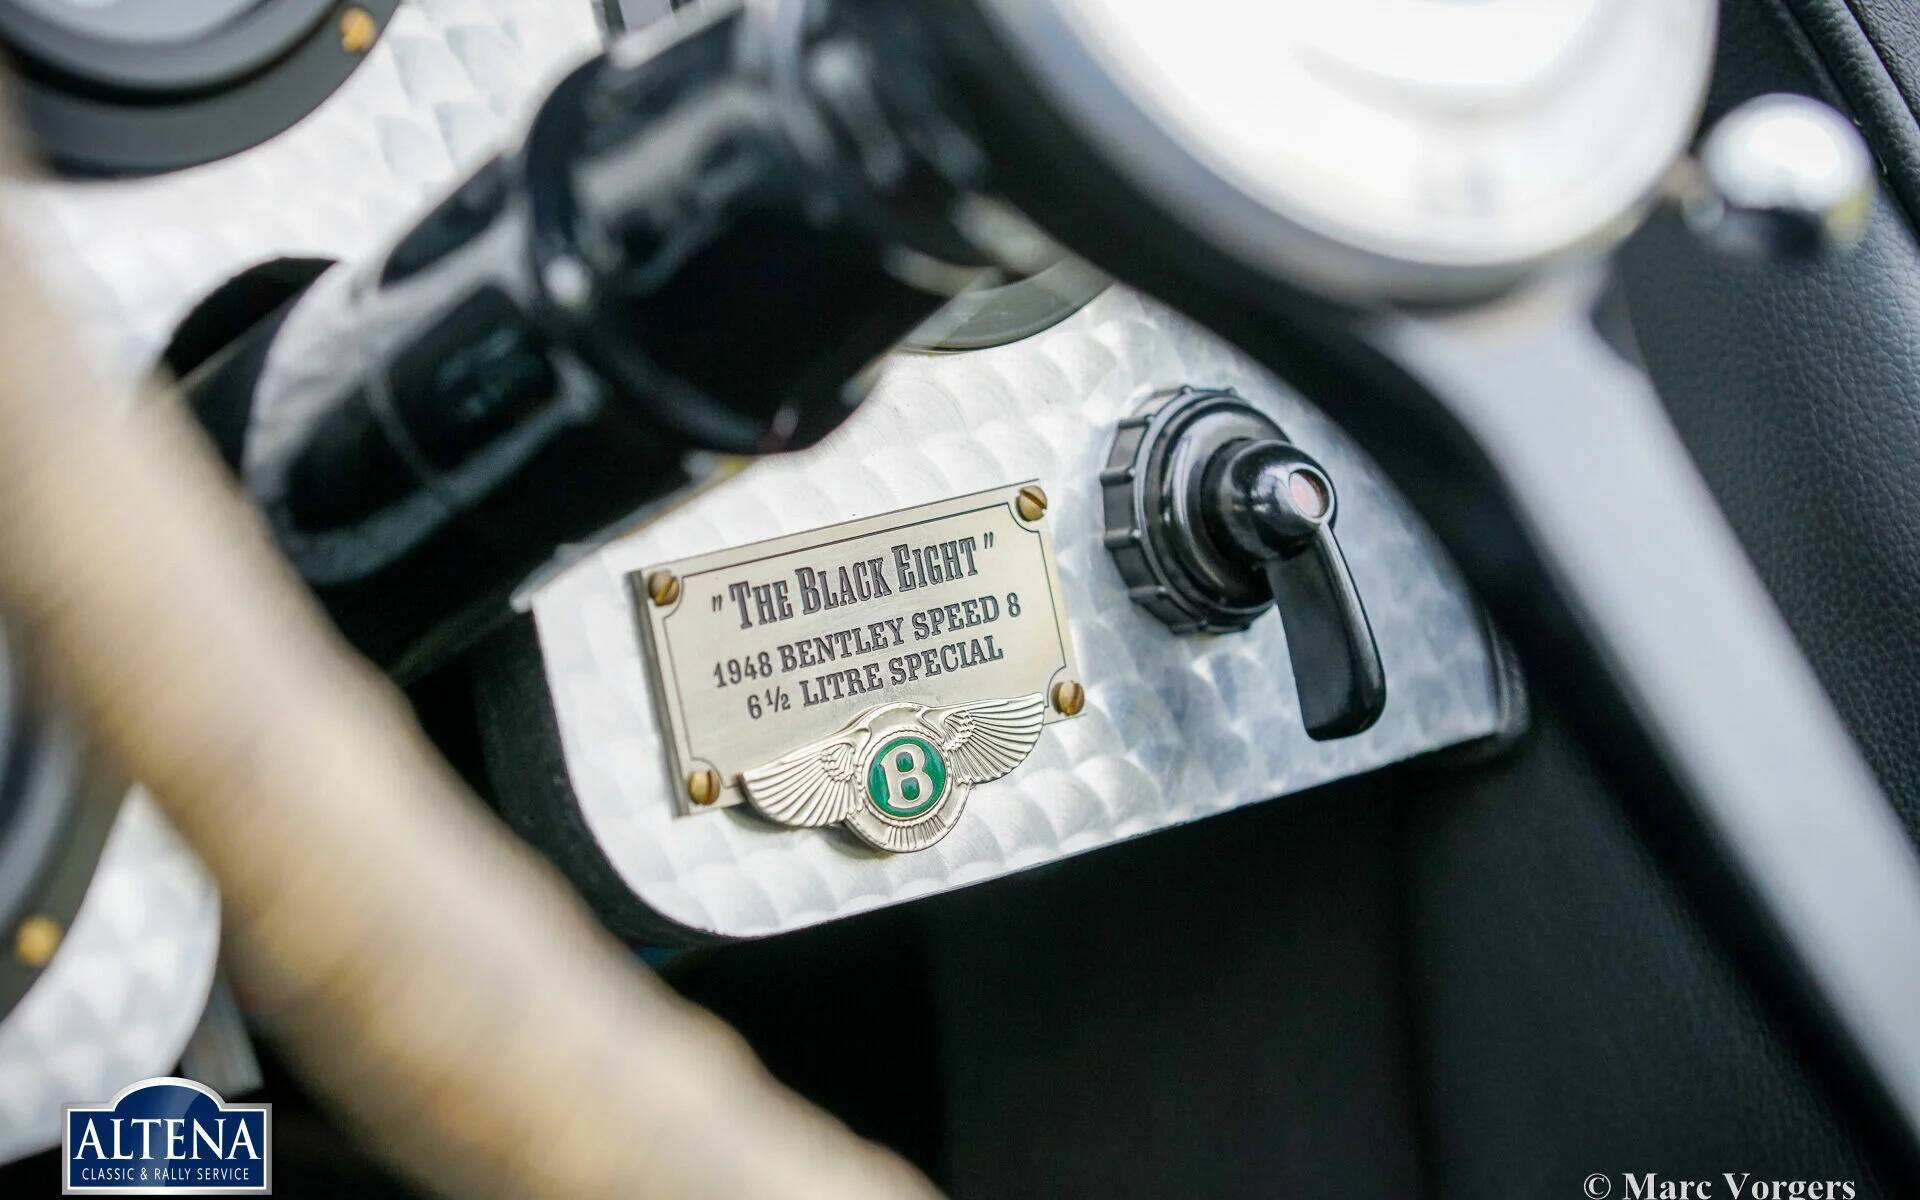 "THE BLACK EIGHT"
1948 BENTLEY SPEED 8
6½ LITRE SPECIAL
B
ALTENA
CLASSIC & RALLY SERVICE
© Marc Vorgers